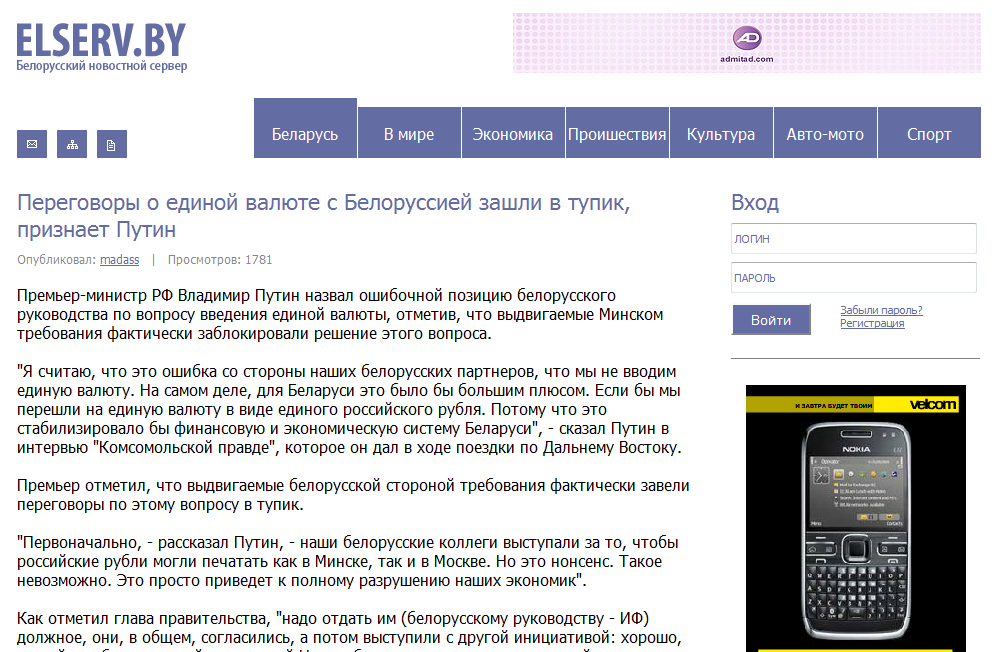 ELSERV.BY
Белорусский новостной сервер
AD
admitad.com
Беларусь
В мире
Экономика
Проишествия
Культура
Авто-мото
Спорт
Переговоры о единой валюте с Белоруссией зашли в тупик,
признает Путин
Опубликовал: madass | Просмотров: 1781
Премьер-министр РФ Владимир Путин назвал ошибочной позицию белорусского
руководства по вопросу введения единой валюты, отметив, что выдвигаемые Минском
требования фактически заблокировали решение этого вопроса.
"Я считаю, что это ошибка со стороны наших белорусских партнеров, что мы не вводим
единую валюту. На самом деле, для Беларуси это было бы большим плюсом. Если бы мы
перешли на единую валюту в виде единого российского рубля. Потому что это
стабилизировало бы финансовую и экономическую систему Беларуси", - сказал Путин в
интервью "Комсомольской правде", которое он дал в ходе поездки по Дальнему Востоку.
Премьер отметил, что выдвигаемые белорусской стороной требования фактически завели
переговоры по этому вопросу в тупик.
"Первоначально, - рассказал Путин, - наши белорусские коллеги выступали за то, чтобы
российские рубли могли печатать как в Минске, так и в Москве. Но это нонсенс. Такое
невозможно. Это просто приведет к полному разрушению наших экономик".
Как отметил глава правительства, "надо отдать им (белорусскому руководству - ИФ)
должное, они, в общем, согласились, а потом выступили с другой инициативой: хорошо,
Вход
ЛОГИН
ПАРОЛЬ
Войти
Забыли пароль?
Регистрация
И ЗАВТРА БУДЕТ ТВОИМ
velcom
NOKIA
Operator
Menu
Contacts